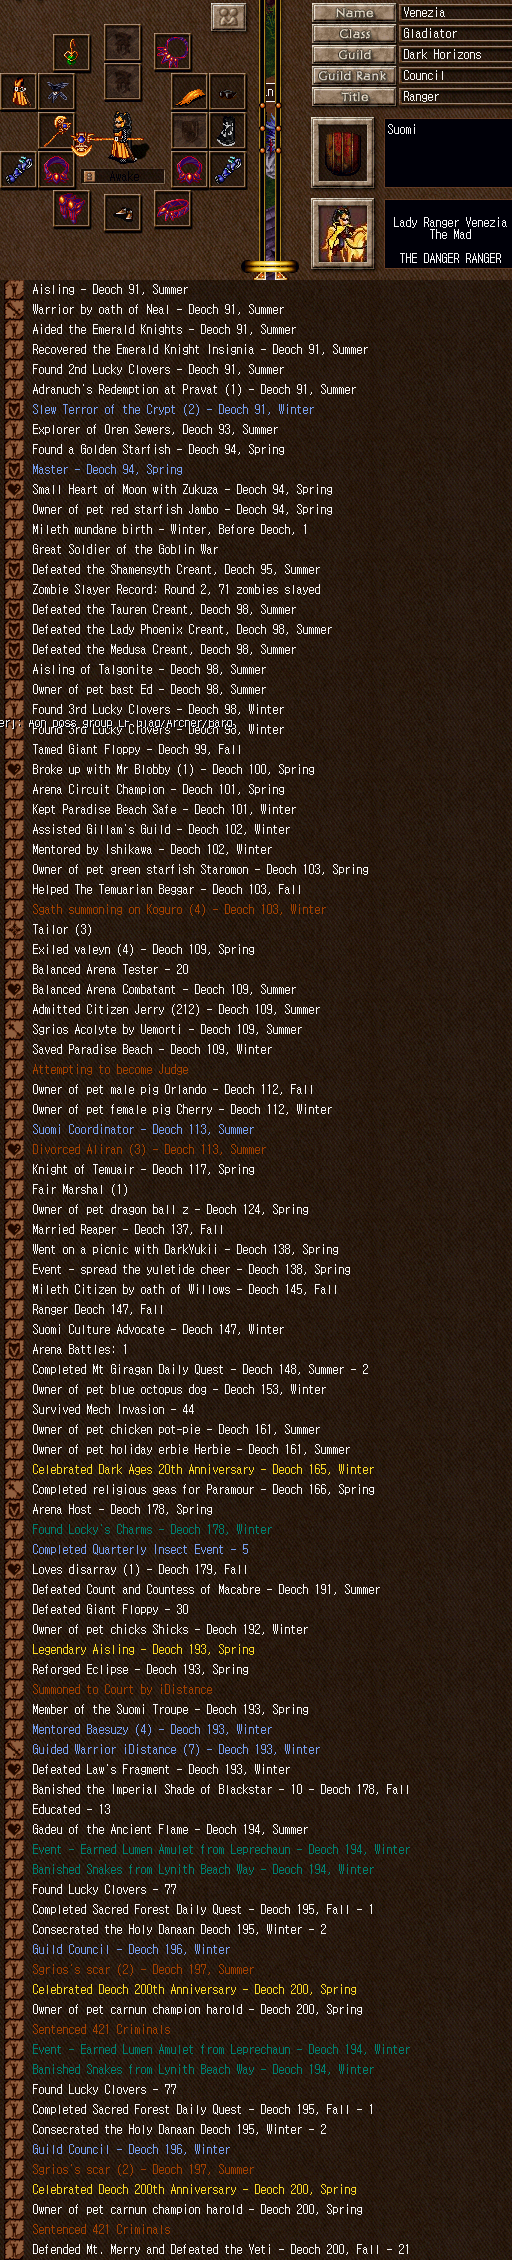 Name Venezia
Class Gladiator
Guild Dark Horizons
Guild Rank Council
Title Ranger
Suomi
Lady Ranger Venezia
The Mad
THE DANGER RANGER
Awake
Aisling - Deoch 91, Summer
Warrior by oath of Neal - Deoch 91, Summer
Aided the Emerald Knights - Deoch 91, Summer
Recovered the Emerald Knight Insignia - Deoch 91, Summer
Found 2nd Lucky Clovers - Deoch 91, Summer
Adranuch's Redemption at Pravat (1) - Deoch 91, Summer
Slew Terror of the Crypt (2) - Deoch 91, Winter
Explorer of Oren Sewers, Deoch 93, Summer
Found a Golden Starfish - Deoch 94, Spring
Master - Deoch 94, Spring
Small Heart of Moon with Zukuza - Deoch 94, Spring
Owner of pet red starfish Jambo - Deoch 94, Spring
Mileth mundane birth - Winter, Before Deoch, 1
Great Soldier of the Goblin War
Defeated the Shamensyth Creant, Deoch 95, Summer
Zombie Slayer Record: Round 2, 71 zombies slayed
Defeated the Tauren Creant, Deoch 98, Summer
Defeated the Lady Phoenix Creant, Deoch 98, Summer
Defeated the Medusa Creant, Deoch 98, Summer
Aisling of Talgonite - Deoch 98, Summer
Owner of pet bast Ed - Deoch 98, Summer
Found 3rd Lucky Clovers - Deoch 98, Winter
Found 3rd Lucky Clovers - Deoch 98, Winter
Tamed Giant Floppy - Deoch 99, Fall
Broke up with Mr Blobby (1) - Deoch 100, Spring
Arena Circuit Champion - Deoch 101, Spring
Kept Paradise Beach Safe - Deoch 101, Winter
Assisted Gillam's Guild - Deoch 102, Winter
Mentored by Ishikawa - Deoch 102, Winter
Owner of pet green starfish Staromon - Deoch 103, Spring
Helped The Temuarian Beggar - Deoch 103, Fall
Sgath summoning on Koguro (4) - Deoch 103, Winter
Tailor (3)
Exiled valeyn (4) - Deoch 109, Spring
Balanced Arena Tester - 20
Balanced Arena Combatant - Deoch 109, Summer
Admitted Citizen Jerry (212) - Deoch 109, Summer
Sgrios Acolyte by Uemorti - Deoch 109, Summer
Saved Paradise Beach - Deoch 109, Winter
Attempting to become Judge
Owner of pet male pig Orlando - Deoch 112, Fall
Owner of pet female pig Cherry - Deoch 112, Winter
Suomi Coordinator - Deoch 113, Summer
Divorced Aliran (3) - Deoch 113, Summer
Knight of Temuair - Deoch 117, Spring
Fair Marshal (1)
Owner of pet dragon ball z - Deoch 124, Spring
Married Reaper - Deoch 137, Fall
Went on a picnic with DarkYukii - Deoch 138, Spring
Event - spread the yuletide cheer - Deoch 138, Spring
Mileth Citizen by oath of Willows - Deoch 145, Fall
Ranger Deoch 147, Fall
Suomi Culture Advocate - Deoch 147, Winter
Arena Battles: 1
Completed Mt Giragan Daily Quest - Deoch 148, Summer - 2
Owner of pet blue octopus dog - Deoch 153, Winter
Survived Mech Invasion - 44
Owner of pet chicken pot-pie - Deoch 161, Summer
Owner of pet holiday erbie Herbie - Deoch 161, Summer
Celebrated Dark Ages 20th Anniversary - Deoch 165, Winter
Completed religious geas for Paramour - Deoch 166, Spring
Arena Host - Deoch 178, Spring
Found Locky's Charms - Deoch 178, Winter
Completed Quarterly Insect Event - 5
Loves disarray (1) - Deoch 179, Fall
Defeated Count and Countess of Macabre - Deoch 191, Summer
Defeated Giant Floppy - 30
Owner of pet chicks Shicks - Deoch 192, Winter
Legendary Aisling - Deoch 193, Spring
Reforged Eclipse - Deoch 193, Spring
Summoned to Court by iDistance
Member of the Suomi Troupe - Deoch 193, Spring
Mentored Baesuzy (4) - Deoch 193, Winter
Guided Warrior iDistance (7) - Deoch 193, Winter
Defeated Law's Fragment - Deoch 193, Winter
Banished the Imperial Shade of Blackstar - 10 - Deoch 178, Fall
Educated - 13
Gadeu of the Ancient Flame - Deoch 194, Summer
Event - Earned Lumen Amulet from Leprechaun - Deoch 194, Winter
Banished Snakes from Lynith Beach Way - Deoch 194, Winter
Found Lucky Clovers - 77
Completed Sacred Forest Daily Quest - Deoch 195, Fall - 1
Consecrated the Holy Danaan Deoch 195, Winter - 2
Guild Council - Deoch 196, Winter
Sgrios's scar (2) - Deoch 197, Summer
Celebrated Deoch 200th Anniversary - Deoch 200, Spring
Owner of pet carnun champion harold - Deoch 200, Spring
Sentenced 421 Criminals
Event - Earned Lumen Amulet from Leprechaun - Deoch 194, Winter
Banished Snakes from Lynith Beach Way - Deoch 194, Winter
Found Lucky Clovers - 77
Completed Sacred Forest Daily Quest - Deoch 195, Fall - 1
Consecrated the Holy Danaan Deoch 195, Winter - 2
Guild Council - Deoch 196, Winter
Sgrios's scar (2) - Deoch 197, Summer
Celebrated Deoch 200th Anniversary - Deoch 200, Spring
Owner of pet carnun champion harold - Deoch 200, Spring
Sentenced 421 Criminals
Defended Mt. Merry and Defeated the Yeti - Deoch 200, Fall - 21